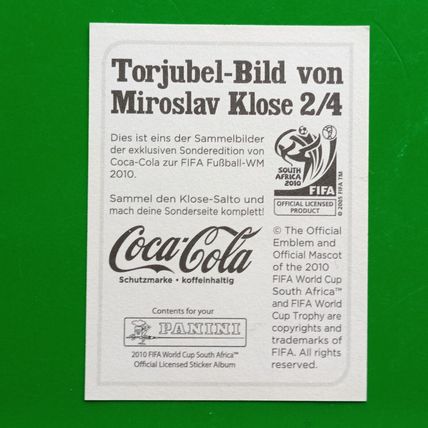 Torjubel-Bild von
Miroslav Klose 2/4
Dies ist eins der Sammelbilder
der exklusiven Sonderedition von
Coca-Cola zur FIFA Fußball-WM
2010.
Sammel den Klose-Salto und
mach deine Sonderseite komplett!
Coca-Cola
Schutzmarke • koffeinhaltig
Contents for your
PANINI
2010 FIFA World Cup South Africa™
Official Licensed Sticker Album
SOUTH AFRICA
2010
FIFA
OFFICIAL LICENSED
PRODUCT
© 2005 FIFA TM
© The Official
Emblem and
Official Mascot
of the 2010
FIFA World Cup
South Africa™
and FIFA World
Cup Trophy are
copyrights and
trademarks of
FIFA. All rights
reserved.